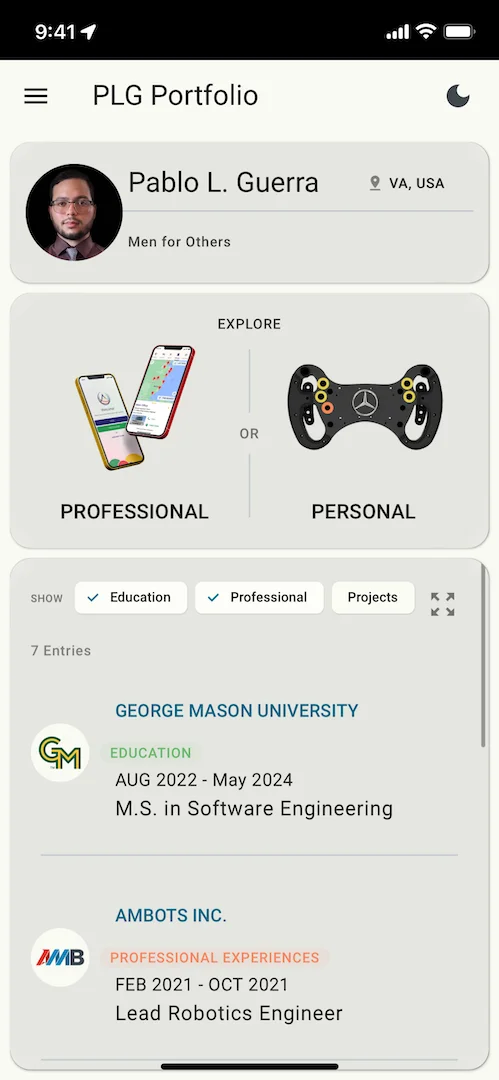 9:41
PLG Portfolio
Pablo L. Guerra
VA, USA
Men for Others
EXPLORE
OR
PROFESSIONAL
PERSONAL
SHOW
Education
Professional
Projects
7 Entries
GEORGE MASON UNIVERSITY
GM
EDUCATION
AUG 2022 - May 2024
M.S. in Software Engineering
AMBOTS INC.
AMB
PROFESSIONAL EXPERIENCES
FEB 2021 - OCT 2021
Lead Robotics Engineer